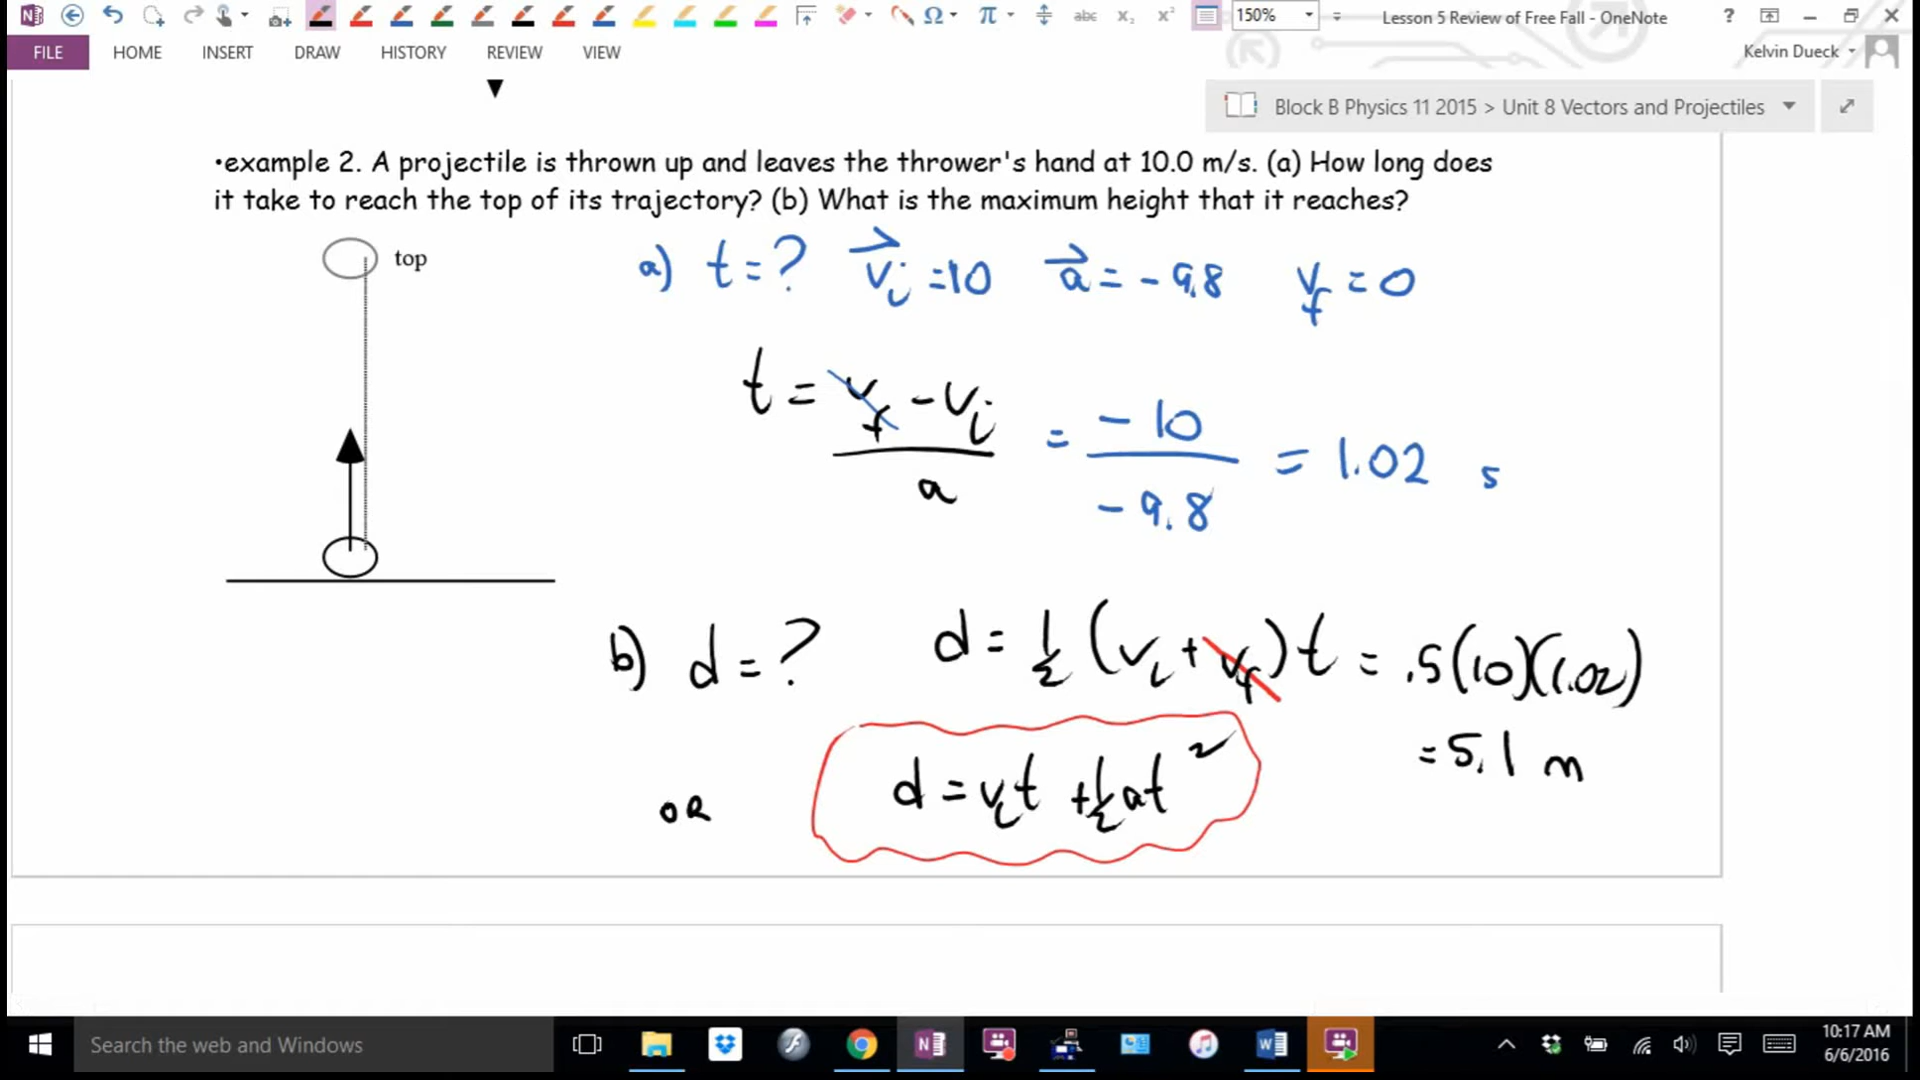 150%
Lesson 5 Review of Free Fall - OneNote
FILE HOME INSERT DRAW HISTORY REVIEW VIEW
Kelvin Dueck
Block B Physics 11 2015 > Unit 8 Vectors and Projectiles
•example 2. A projectile is thrown up and leaves the thrower's hand at 10.0 m/s. (a) How long does
it take to reach the top of its trajectory? (b) What is the maximum height that it reaches?
top
a) t = ? v⃗i = 10 a⃗ = -9.8 vf = 0
t = (vf - vi)/a = -10/-9.8 = 1.02 s
b) d = ? d = 1/2 (vi + vf) t = .5(10)(1.02)
= 5.1 m
OR d = vit + 1/2 at²
Search the web and Windows
10:17 AM
6/6/2016